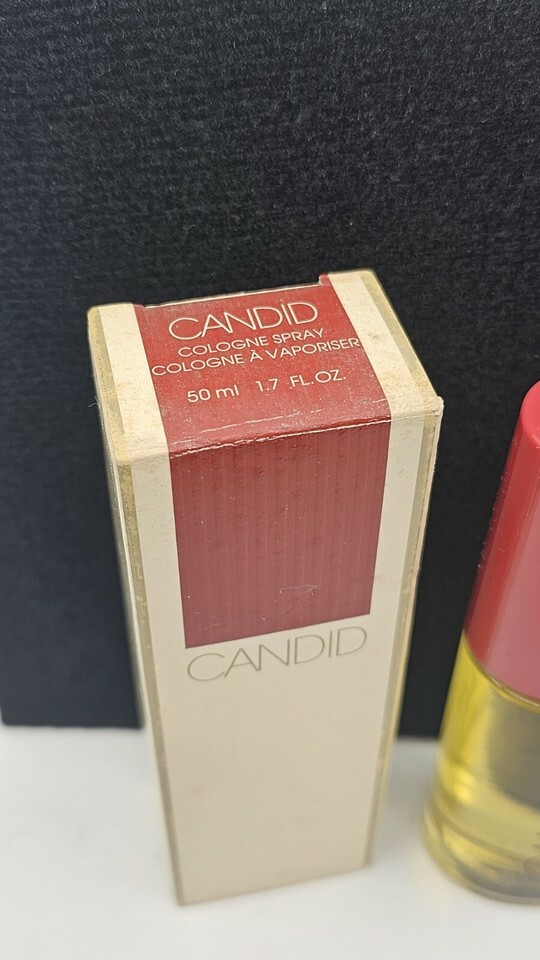 CANDID
COLOGNE SPRAY
COLOGNE À VAPORISER
50 ml 1.7 FL.OZ.
CANDID